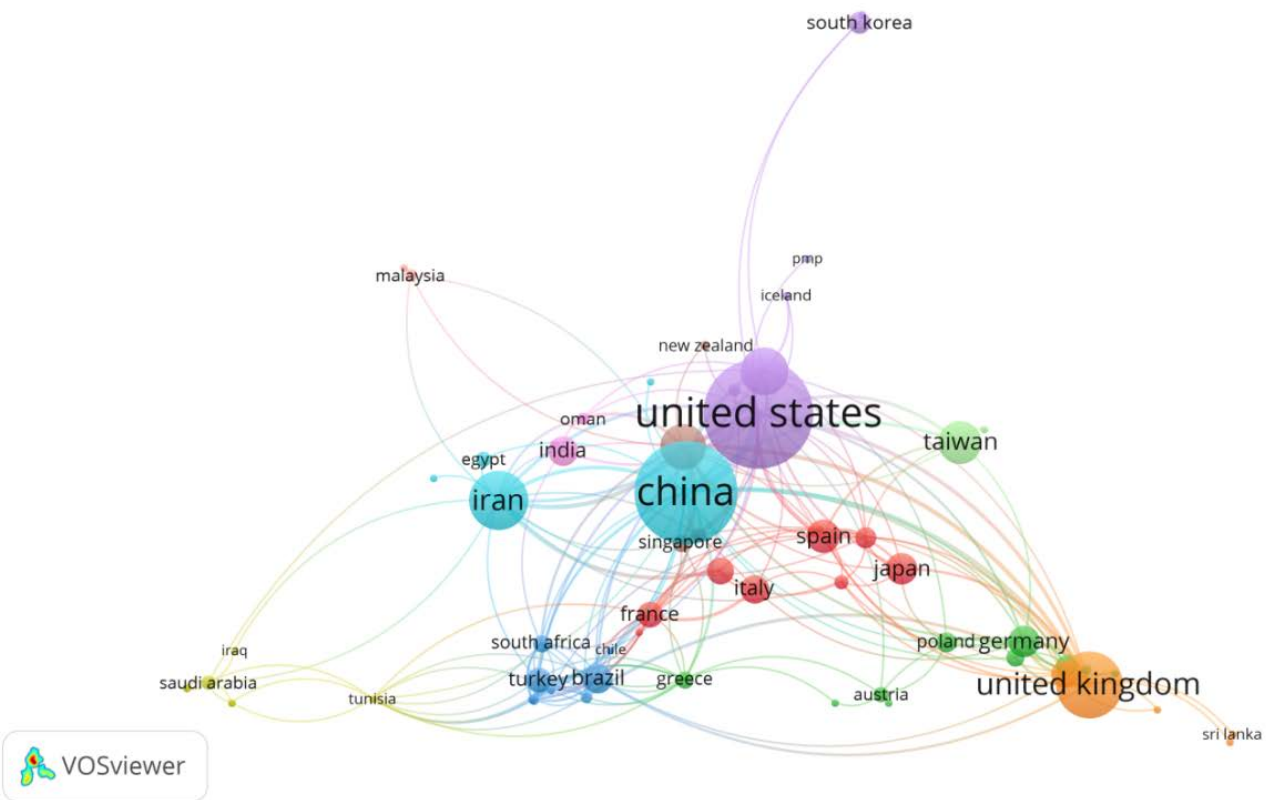 south korea
pmp
malaysia
iceland
new zealand
united states
oman
taiwan
india
egypt
china
iran
spain
singapore
japan
italy
france
south africa
chile
poland
germany
iraq
turkey
brazil
greece
saudi arabia
united kingdom
austria
tunisia
sri lanka
VOSviewer